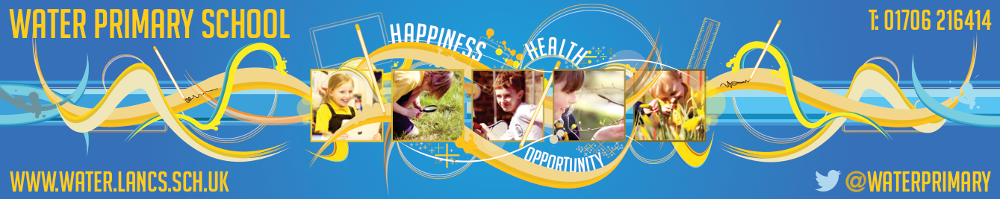 WATER PRIMARY SCHOOL
T: 01706 216414
HAPPINESS
HEALTH
OPPORTUNITY
WWW.WATER.LANCS.SCH.UK
@WATERPRIMARY